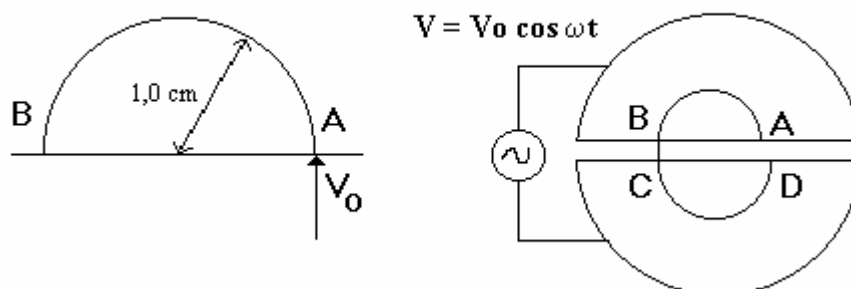 V = Vo cos ωt
1,0 cm
B
A
V₀
B
A
C
D